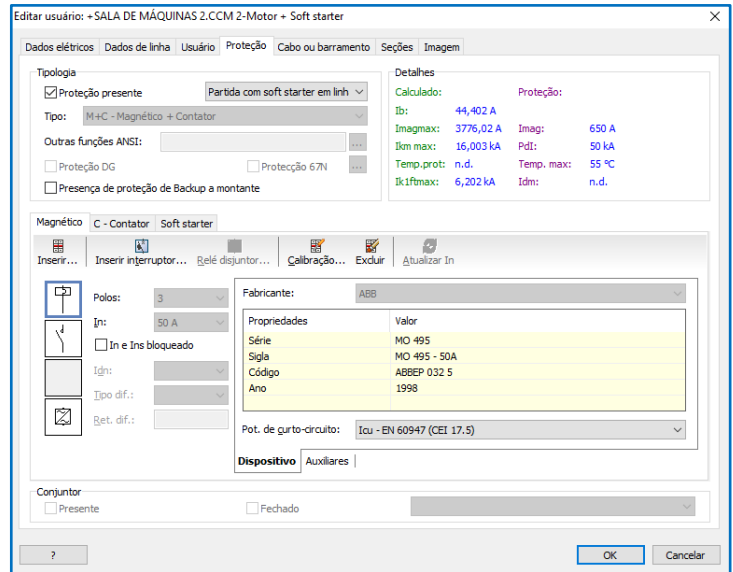 Editar usuário: +SALA DE MÁQUINAS 2.CCM 2-Motor + Soft starter
Dados elétricos Dados de linha Usuário Proteção Cabo ou barramento Seções Imagem
Tipologia
Proteção presente Partida com soft starter em linh
Tipo: M+C - Magnético + Contator
Outras funções ANSI: ...
Proteção DG Protecção 67N ...
Presença de proteção de Backup a montante
Detalhes
Calculado: Proteção:
Ib: 44,402 A
Imagmax: 3776,02 A Imag: 650 A
Ikm max: 16,003 kA PdI: 50 kA
Temp.prot: n.d. Temp. max: 55 ºC
Ik1ftmax: 6,202 kA Idm: n.d.
Magnético C - Contator Soft starter
Inserir... Inserir interruptor... Relé disjuntor... Calibração... Excluir Atualizar In
Polos: 3
In: 50 A
In e Ins bloqueado
Idn:
Tipo dif.:
Ret. dif.:
Fabricante: ABB
Propriedades Valor
Série MO 495
Sigla MO 495 - 50A
Código ABBEP 032 5
Ano 1998
Pot. de curto-circuito: Icu - EN 60947 (CEI 17.5)
Dispositivo Auxiliares
Conjuntor
Presente Fechado
? OK Cancelar